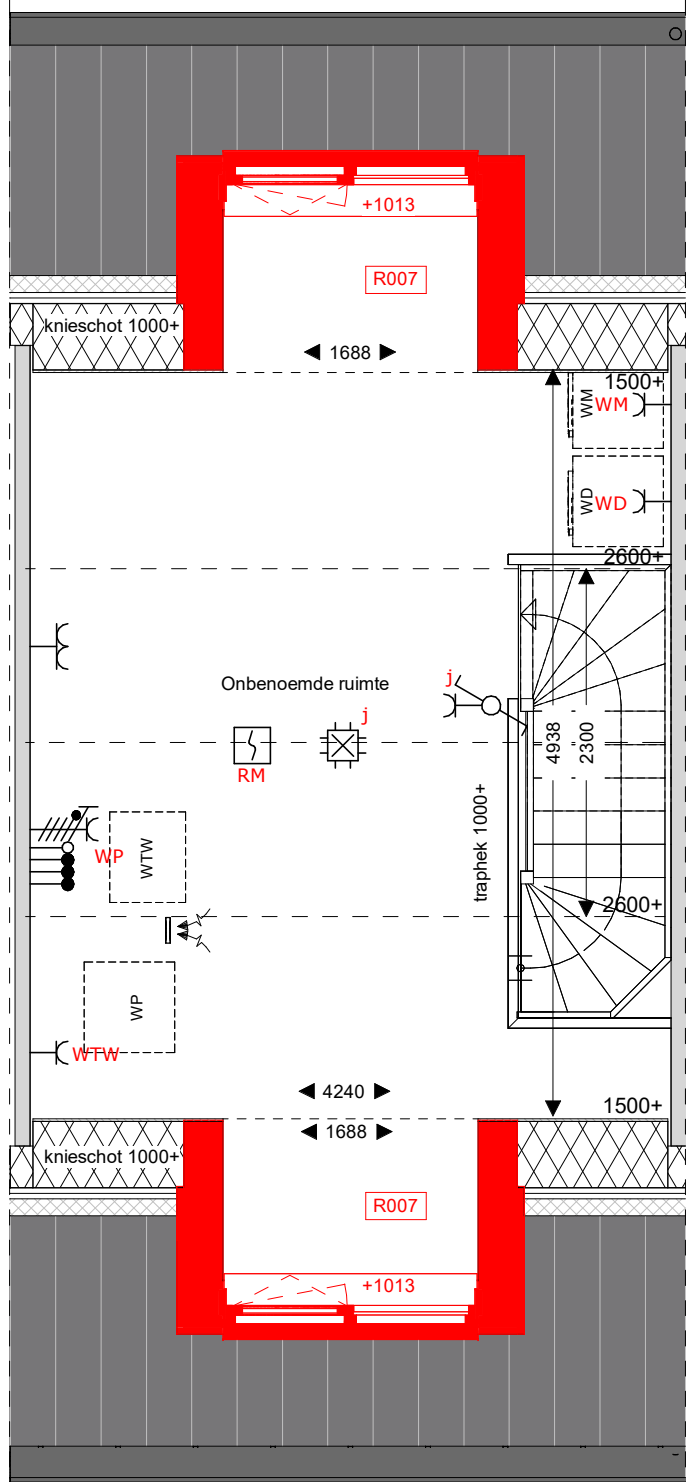 +1013
R007
knieschot 1000+
1688
1500+
WM
WM
WD
WD
2600+
Onbenoemde ruimte
j
j
RM
4938
2300
traphek 1000+
WP
WTW
2600+
WP
WTW
4240
1500+
1688
knieschot 1000+
R007
+1013